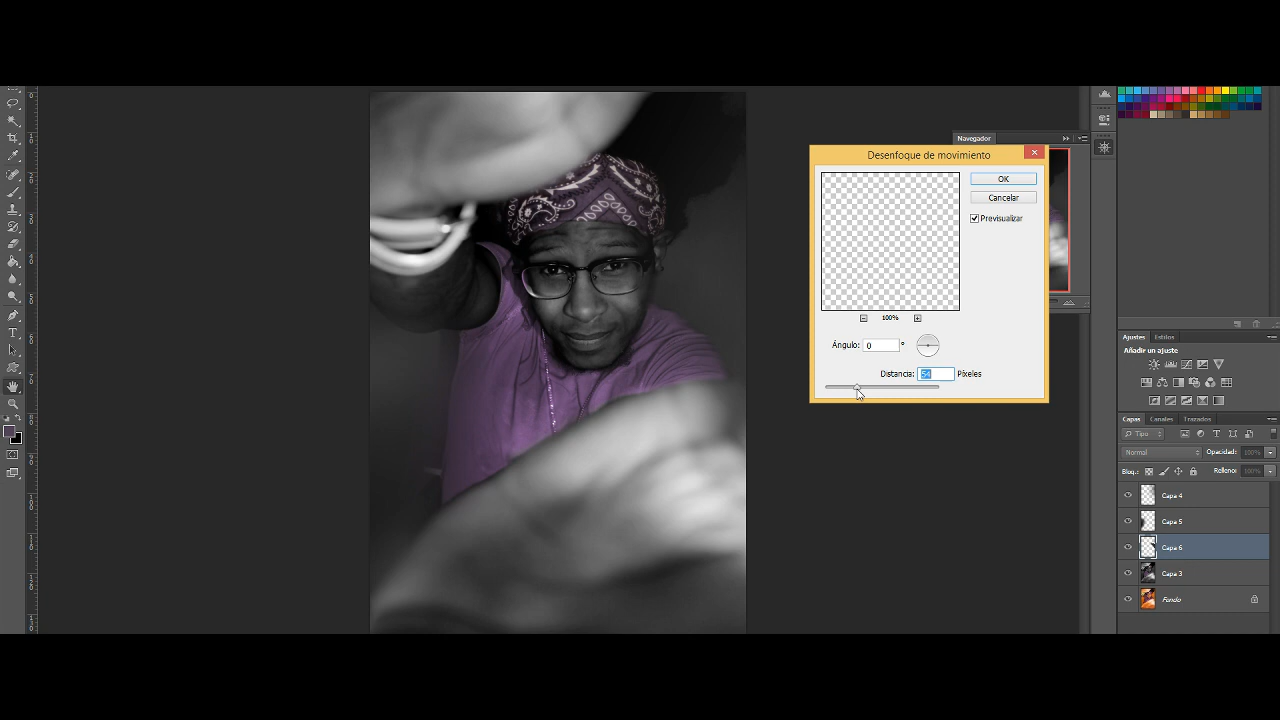 Navegador
Desenfoque de movimiento
OK
Cancelar
Previsualizar
100%
Ángulo: 0 °
Distancia: 54 Píxeles
Ajustes Estilos
Añadir un ajuste
Capas Canales Trazados
Tipo
Normal Opacidad: 100%
Bloq.: Relleno: 100%
Capa 4
Capa 5
Capa 6
Capa 3
Fondo